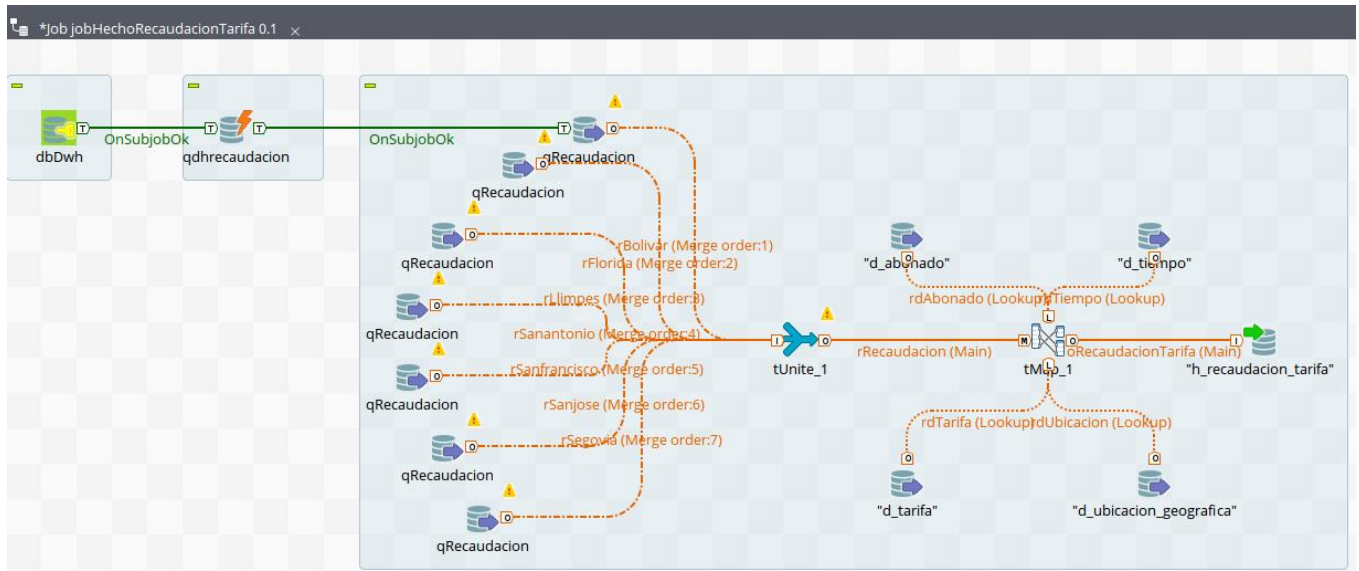 *Job jobHechoRecaudacionTarifa 0.1
OnSubjobOk
OnSubjobOk
dbDwh
qdhrecaudacion
qRecaudacion
qRecaudacion
qRecaudacion
rBolivar (Merge order:1)
rFlorida (Merge order:2)
"d_abonado"
"d_tiempo"
rLlimpes (Merge order:3)
rdAbonado (Lookup)
rdTiempo (Lookup)
qRecaudacion
rSanantonio (Merge order:4)
rRecaudacion (Main)
oRecaudacionTarifa (Main)
rSanfrancisco (Merge order:5)
tUnite_1
tMap_1
"h_recaudacion_tarifa"
qRecaudacion
rSanjose (Merge order:6)
rdTarifa (Lookup)
rdUbicacion (Lookup)
rSegovia (Merge order:7)
qRecaudacion
"d_tarifa"
"d_ubicacion_geografica"
qRecaudacion